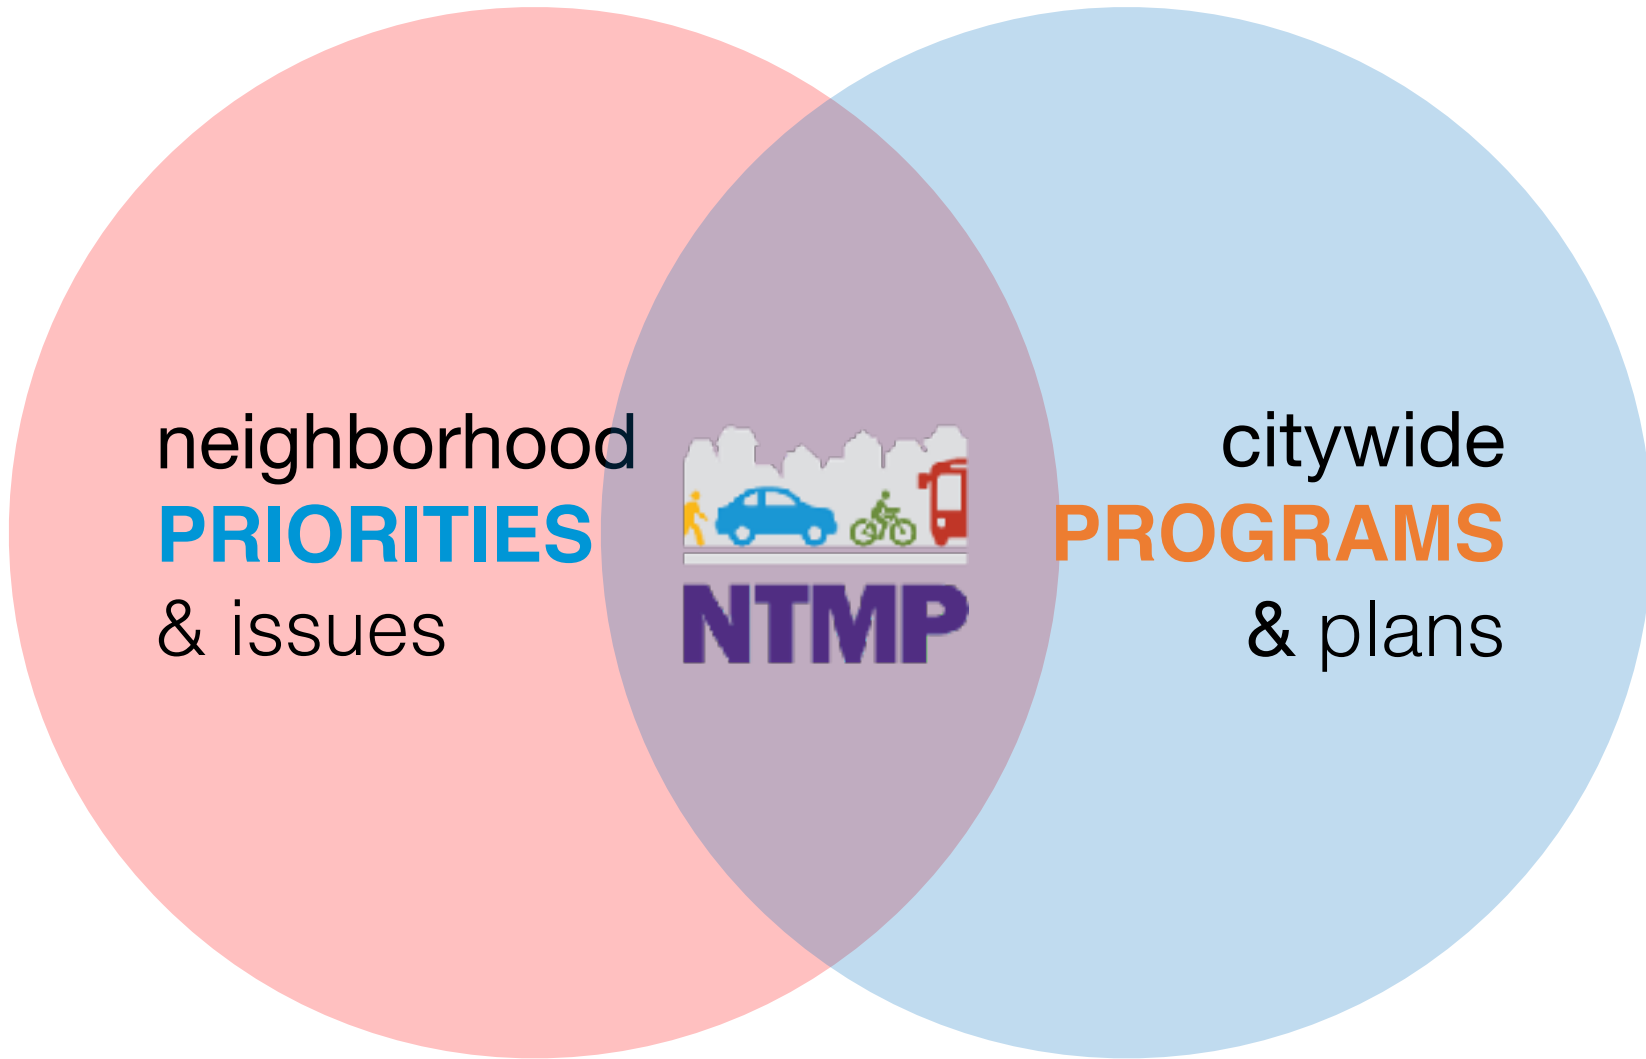 neighborhood
PRIORITIES
& issues
NTMP
citywide
PROGRAMS
& plans